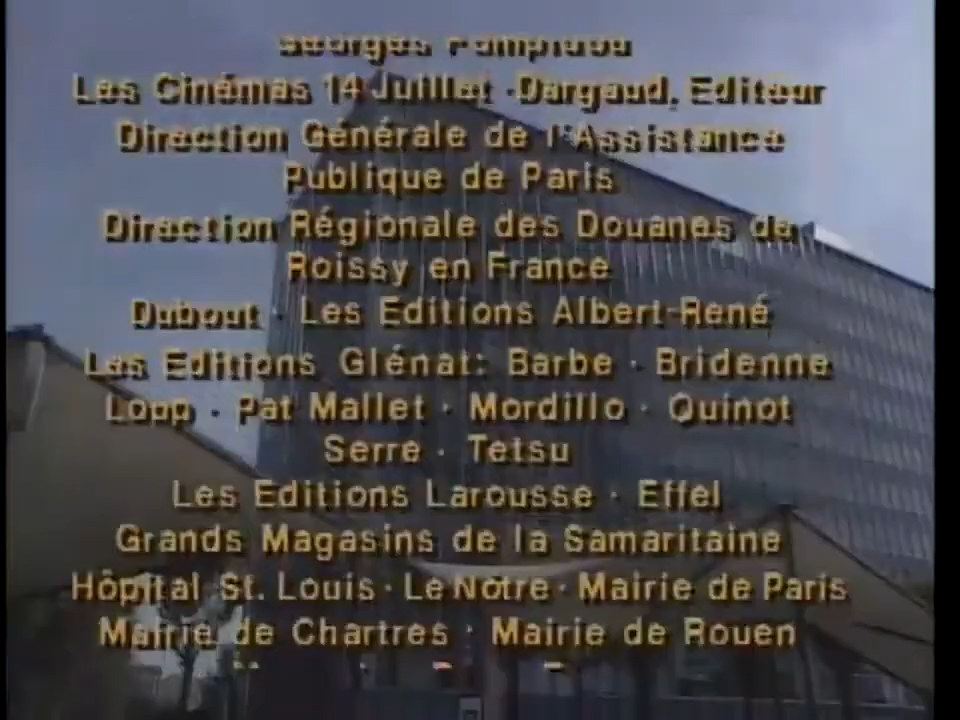 Georges Pompidou
Les Cinémas 14 Juillet · Dargaud, Editeur
Direction Générale de l'Assistance
Publique de Paris
Direction Régionale des Douanes de
Roissy en France
Dubout · Les Editions Albert-René
Les Editions Glénat: Barbe · Bridenne
Lopp · Pat Mallet · Mordillo · Quinot
Serre · Tetsu
Les Editions Larousse · Effel
Grands Magasins de la Samaritaine
Hôpital St. Louis · Le Notre · Mairie de Paris
Mairie de Chartres · Mairie de Rouen